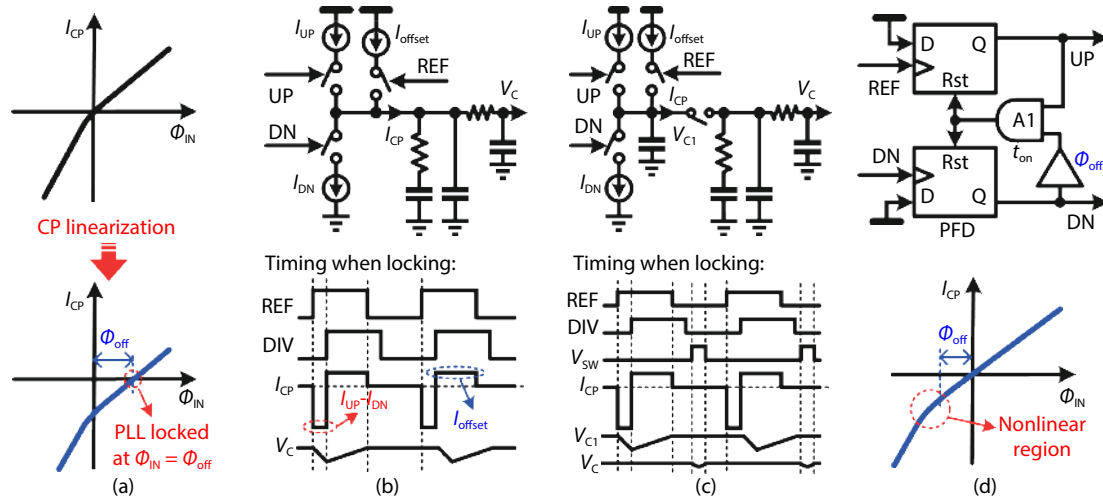 I_CP
Φ_IN
CP linearization
I_CP
Φ_off
Φ_IN
PLL locked
at Φ_IN = Φ_off
(a)
I_UP
I_offset
REF
UP
DN
I_CP
V_C
I_DN
Timing when locking:
REF
DIV
I_CP
I_UP-I_DN
I_offset
V_C
(b)
I_UP
I_offset
REF
UP
I_CP
V_C
DN
V_C1
I_DN
Timing when locking:
REF
DIV
V_SW
I_CP
V_C1
V_C
(c)
D
Q
UP
REF
Rst
A1
t_on
DN
Rst
Φ_off
D
Q
DN
PFD
I_CP
Φ_off
Φ_IN
Nonlinear
region
(d)